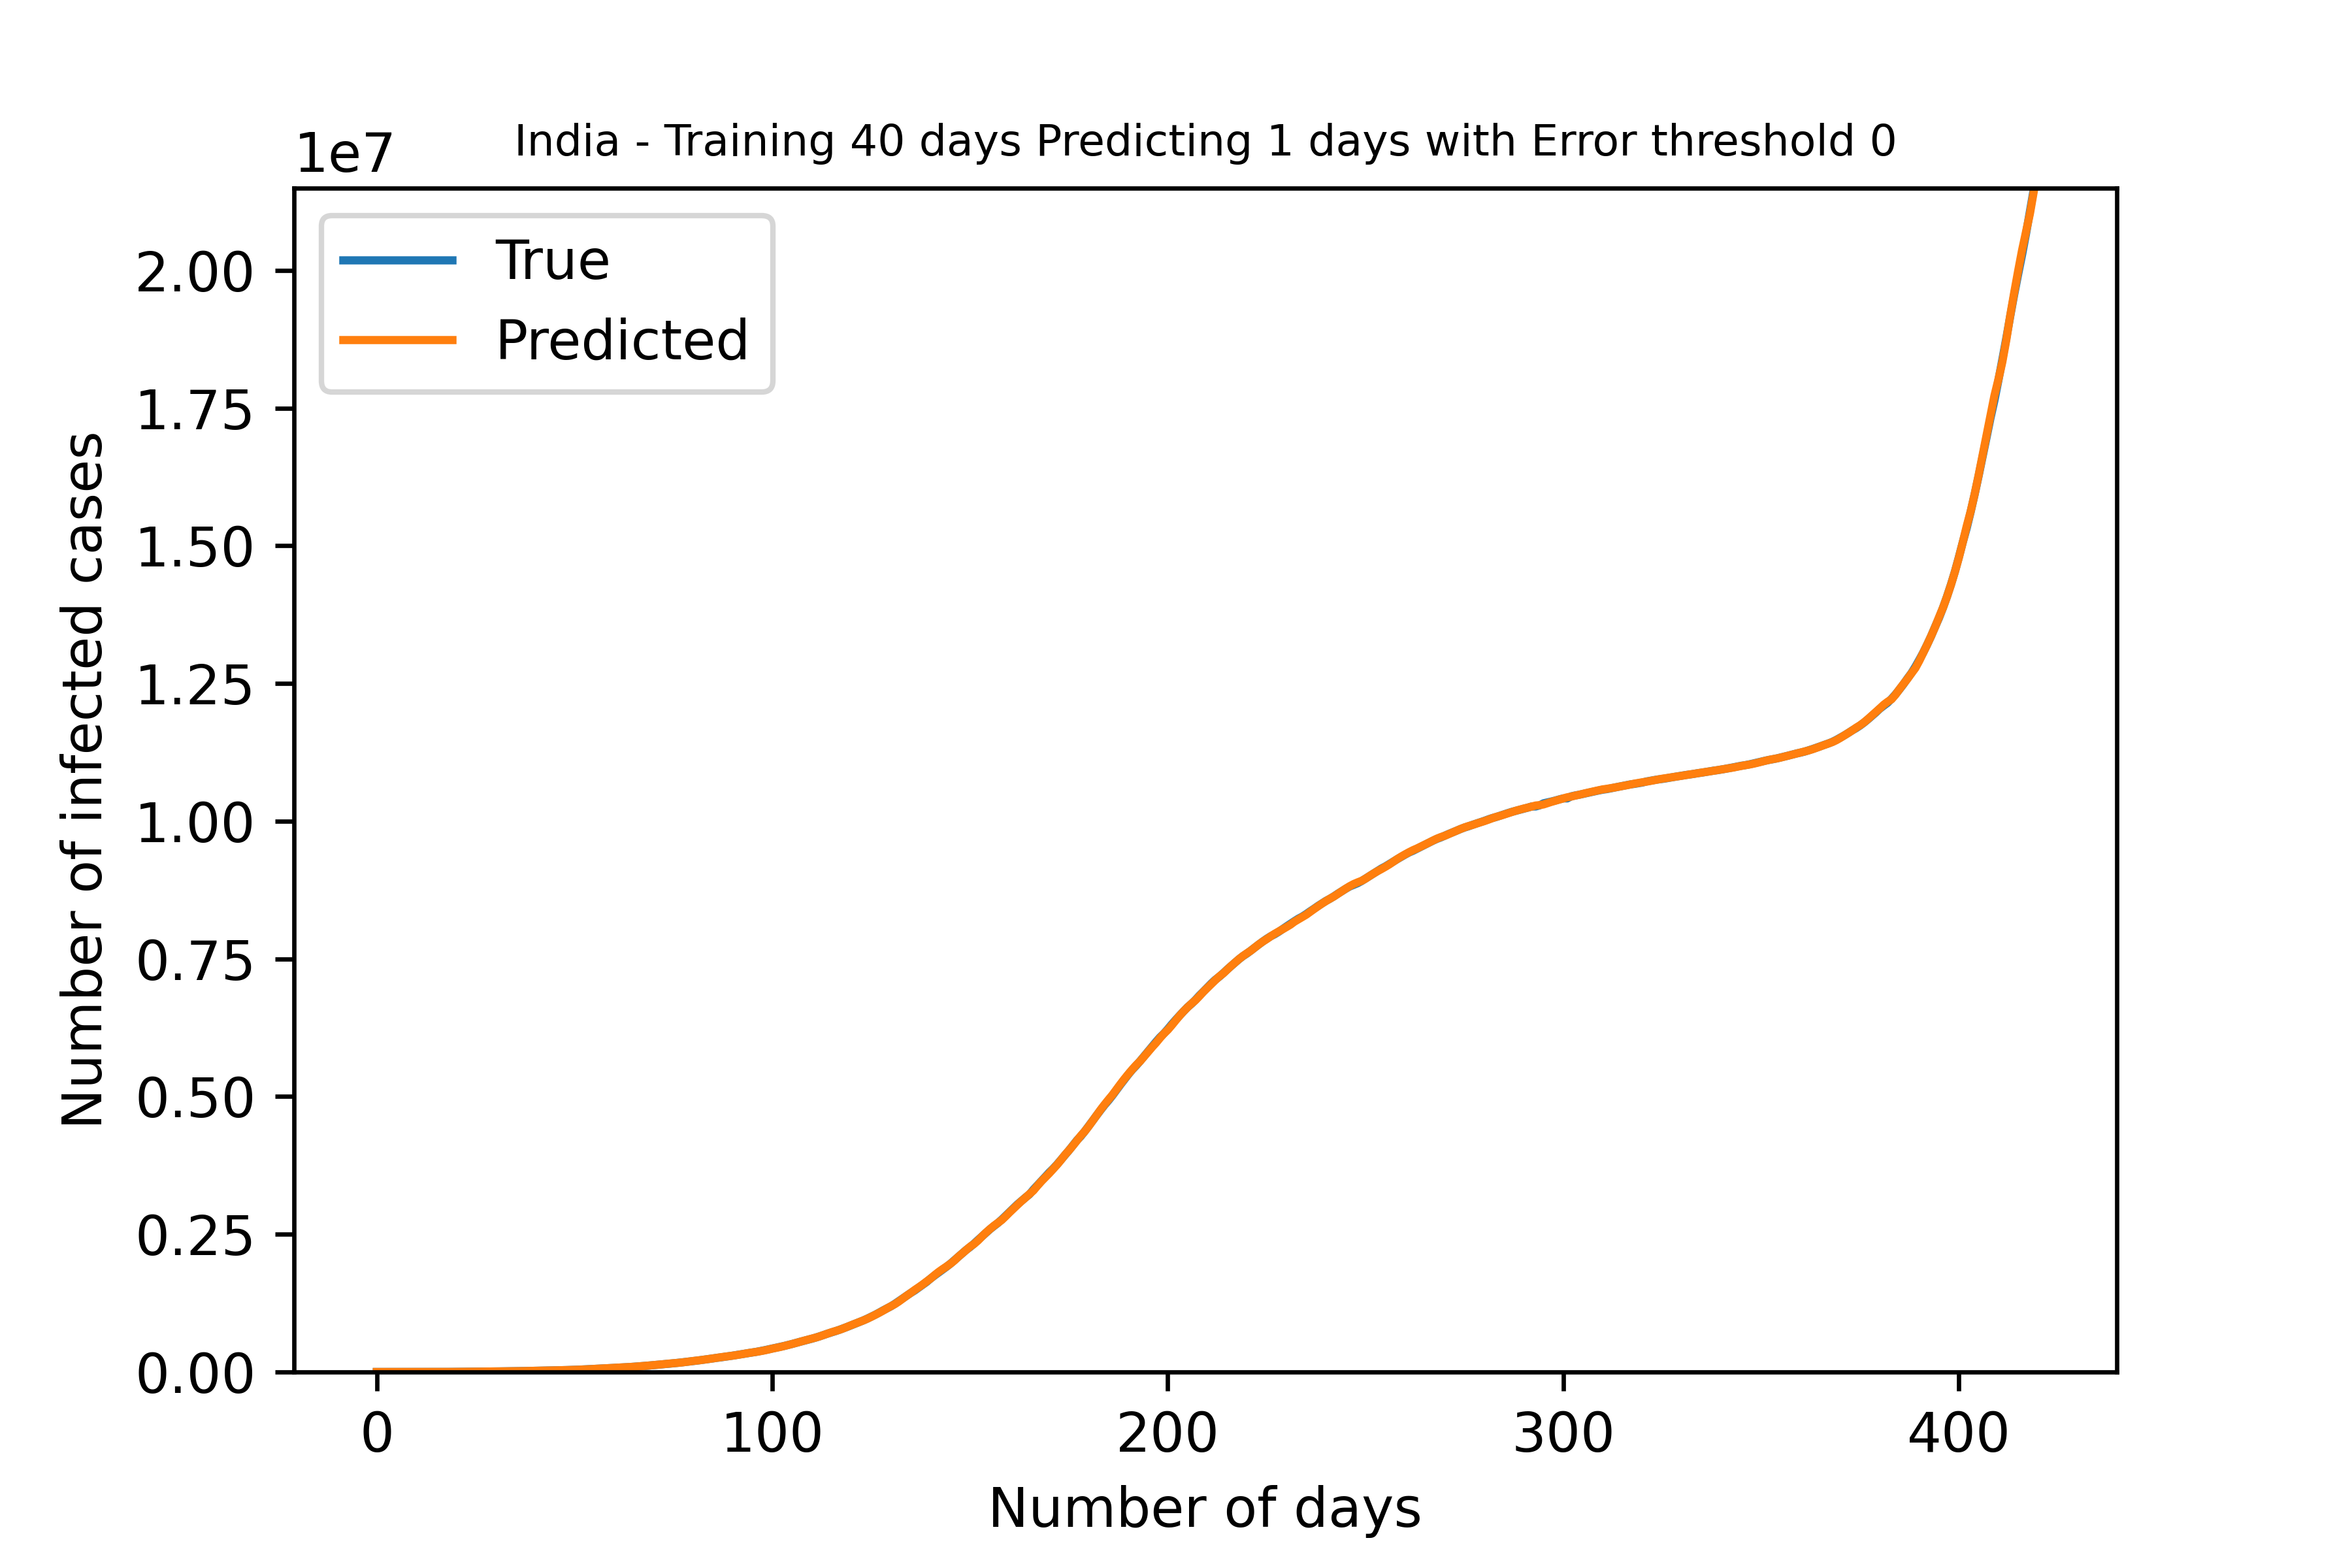 India - Training 40 days Predicting 1 days with Error threshold 0
1e7
True
Predicted
2.00
1.75
1.50
1.25
1.00
0.75
0.50
0.25
0.00
Number of infected cases
0 100 200 300 400
Number of days